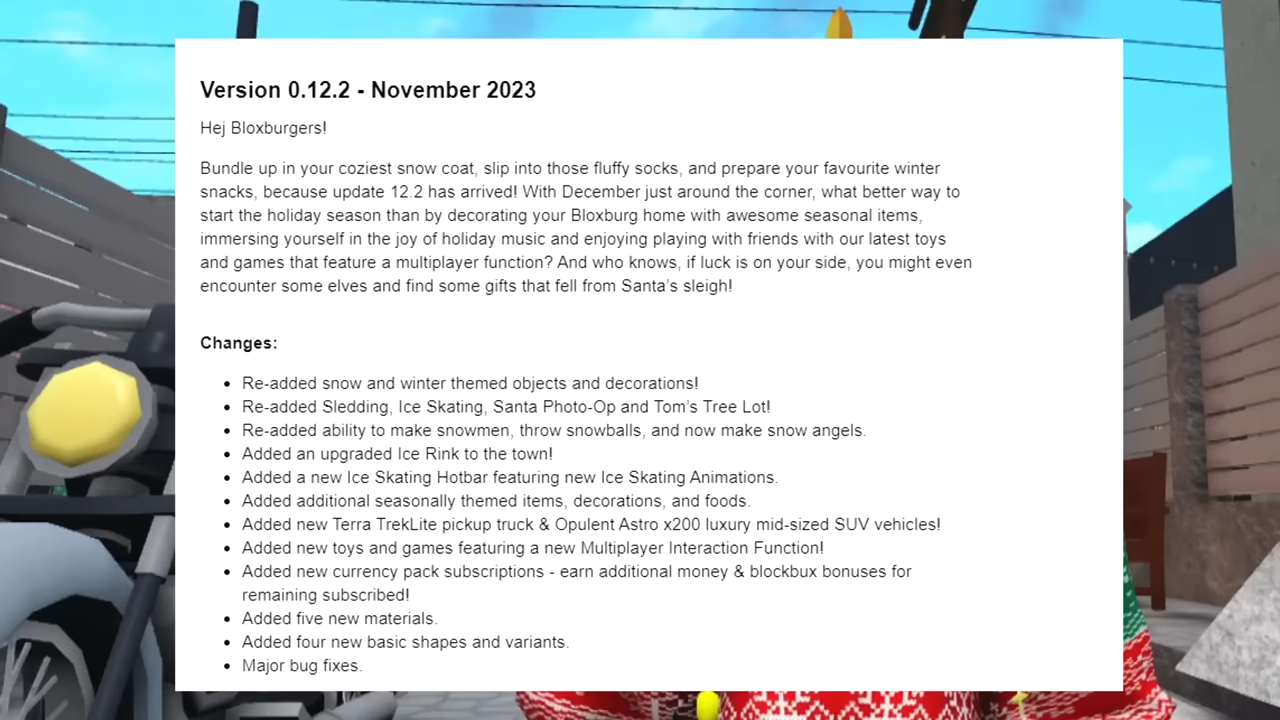 Version 0.12.2 - November 2023
Hej Bloxburgers!
Bundle up in your coziest snow coat, slip into those fluffy socks, and prepare your favourite winter
snacks, because update 12.2 has arrived! With December just around the corner, what better way to
start the holiday season than by decorating your Bloxburg home with awesome seasonal items,
immersing yourself in the joy of holiday music and enjoying playing with friends with our latest toys
and games that feature a multiplayer function? And who knows, if luck is on your side, you might even
encounter some elves and find some gifts that fell from Santa’s sleigh!
Changes:
• Re-added snow and winter themed objects and decorations!
• Re-added Sledding, Ice Skating, Santa Photo-Op and Tom’s Tree Lot!
• Re-added ability to make snowmen, throw snowballs, and now make snow angels.
• Added an upgraded Ice Rink to the town!
• Added a new Ice Skating Hotbar featuring new Ice Skating Animations.
• Added additional seasonally themed items, decorations, and foods.
• Added new Terra TrekLite pickup truck & Opulent Astro x200 luxury mid-sized SUV vehicles!
• Added new toys and games featuring a new Multiplayer Interaction Function!
• Added new currency pack subscriptions - earn additional money & blockbux bonuses for
remaining subscribed!
• Added five new materials.
• Added four new basic shapes and variants.
• Major bug fixes.